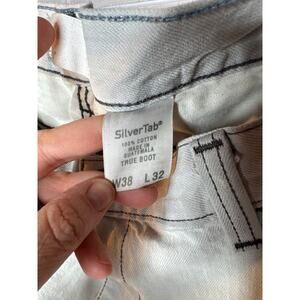 SilverTab®
100% COTTON
MADE IN
GUATEMALA
TRUE BOOT
W38 L32